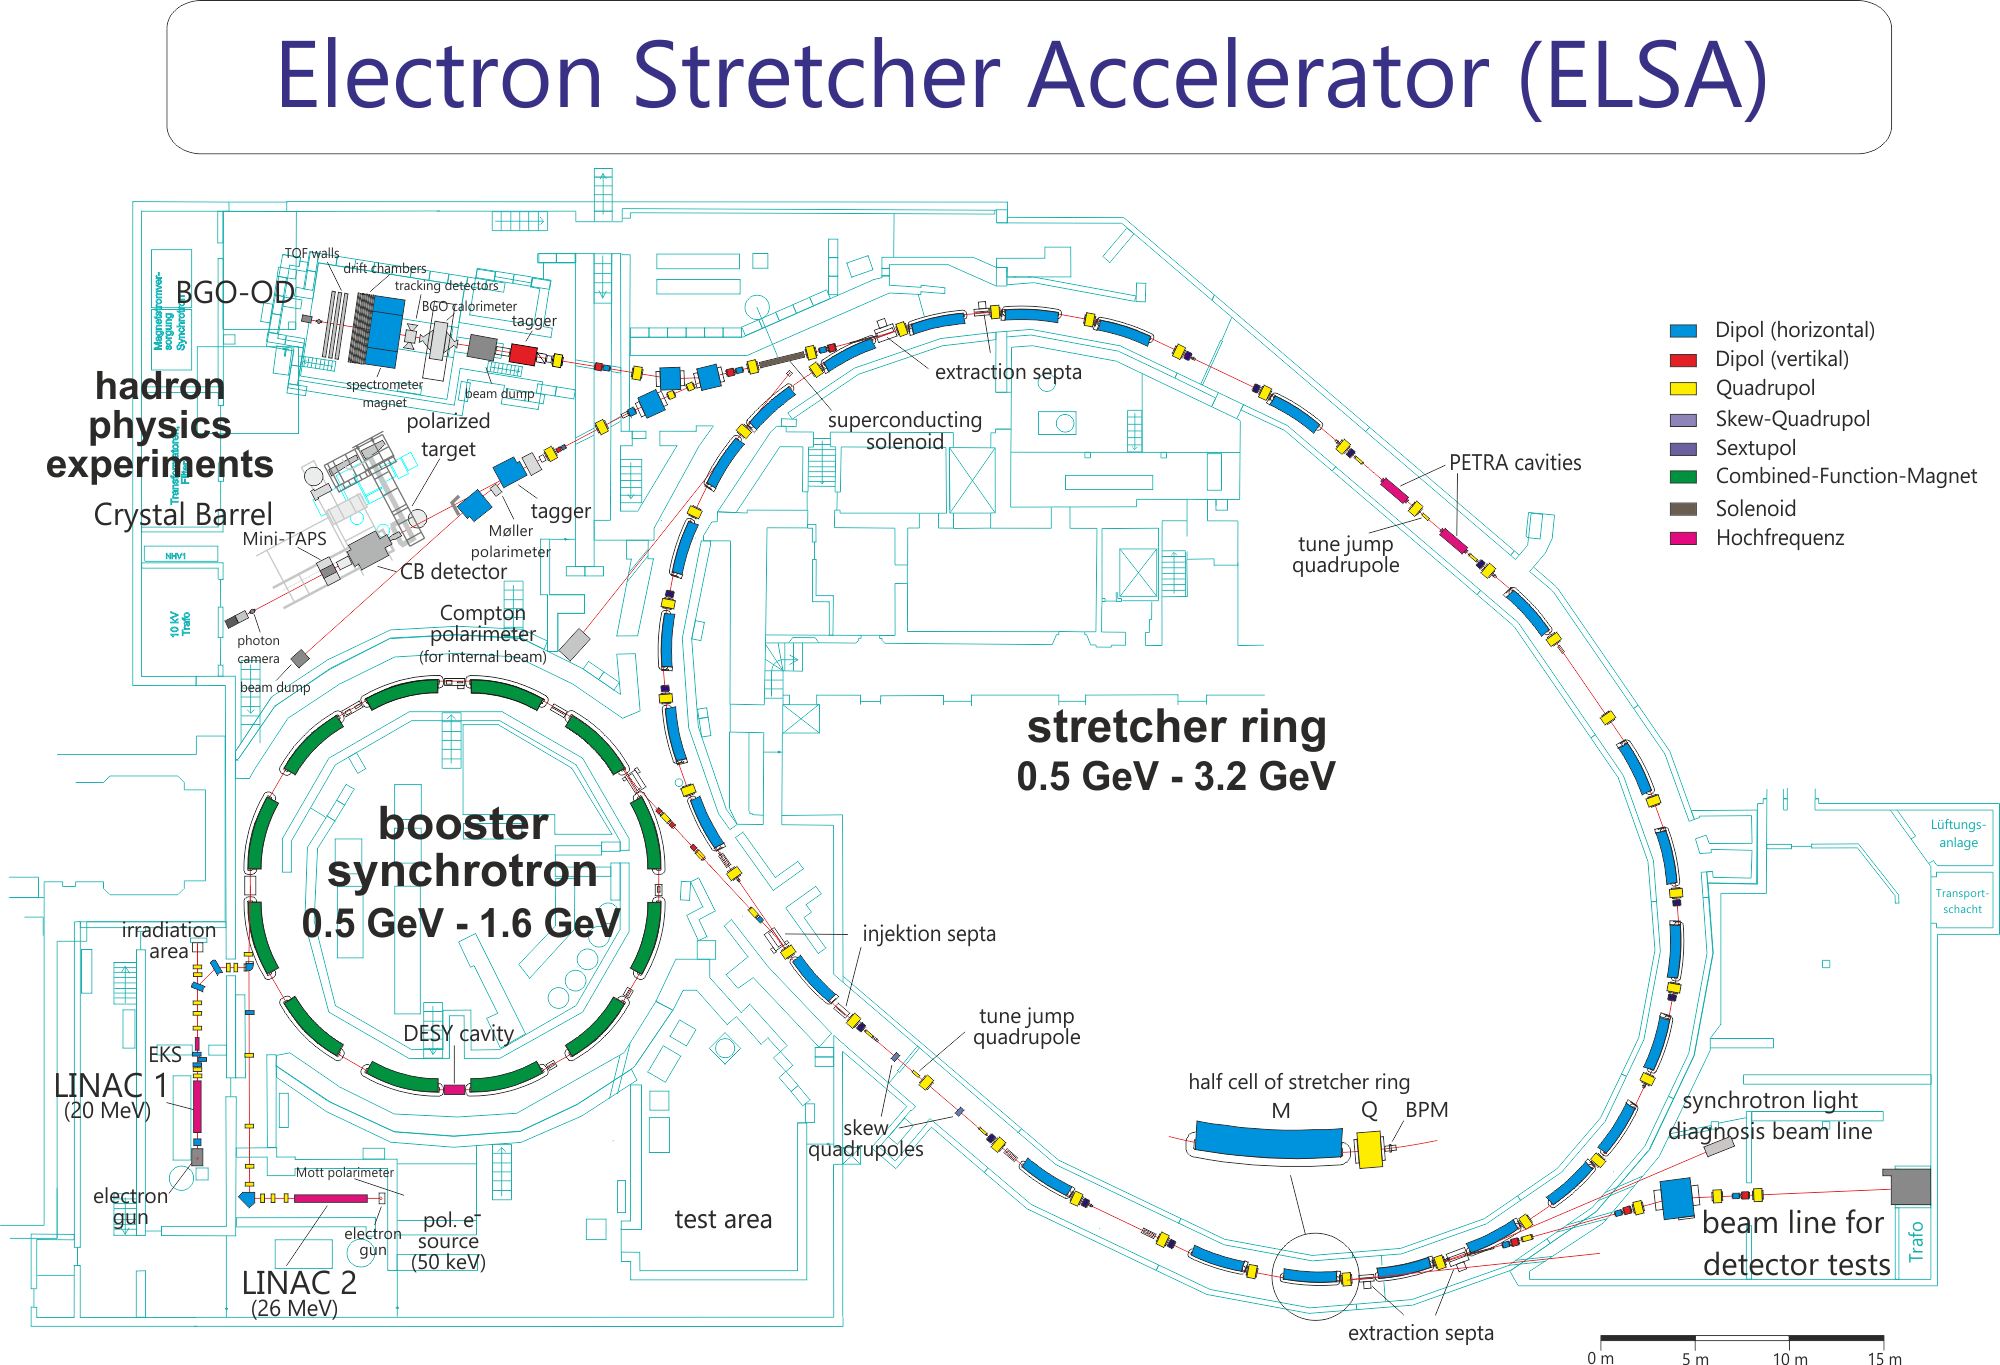 Electron Stretcher Accelerator (ELSA)
TOF walls
drift chambers
tracking detectors
BGO calorimeter
tagger
BGO-OD
Magnetstromver-
sorgung
Synchrotron
spectrometer
magnet
beam dump
hadron
physics
experiments
polarized
target
Crystal Barrel
Mini-TAPS
NHV1
CB detector
Møller
polarimeter
tagger
10 KV
Trafo
photon
camera
beam dump
Compton
polarimeter
(for internal beam)
extraction septa
superconducting
solenoid
PETRA cavities
tune jump
quadrupole
Dipol (horizontal)
Dipol (vertikal)
Quadrupol
Skew-Quadrupol
Sextupol
Combined-Function-Magnet
Solenoid
Hochfrequenz
stretcher ring
0.5 GeV - 3.2 GeV
booster
synchrotron
0.5 GeV - 1.6 GeV
Lüftungs-
anlage
Transport-
schacht
irradiation
area
injektion septa
EKS
LINAC 1
(20 MeV)
DESY cavity
tune jump
quadrupole
skew
quadrupoles
half cell of stretcher ring
M
Q
BPM
synchrotron light
diagnosis beam line
electron
gun
Mott polarimeter
electron
gun
pol. e⁻
source
(50 keV)
LINAC 2
(26 MeV)
test area
beam line for
detector tests
Trafo
extraction septa
0 m
5 m
10 m
15 m